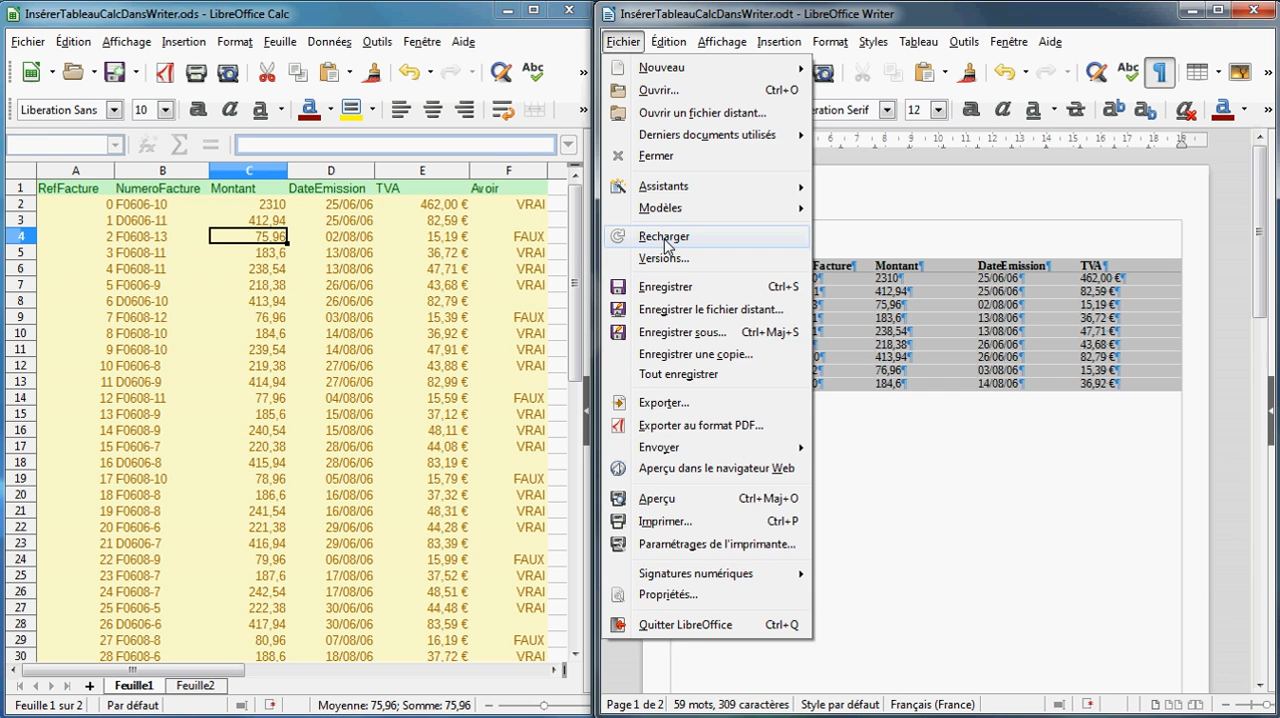 InsérerTableauCalcDansWriter.ods - LibreOffice Calc
Fichier Édition Affichage Insertion Format Feuille Données Outils Fenêtre Aide
Liberation Sans 10
A B C D E F
1 RefFacture NumeroFacture Montant DateEmission TVA Avoir
2 0 F0606-10 2310 25/06/06 462,00 € VRAI
3 1 D0606-11 412,94 25/06/06 82,59 €
4 2 F0608-13 75,96 02/08/06 15,19 € FAUX
5 3 F0608-11 183,6 13/08/06 36,72 € VRAI
6 4 F0608-11 238,54 13/08/06 47,71 € VRAI
7 5 F0606-9 218,38 26/06/06 43,68 € VRAI
8 6 D0606-10 413,94 26/06/06 82,79 €
9 7 F0608-12 76,96 03/08/06 15,39 € FAUX
10 8 F0608-10 184,6 14/08/06 36,92 € VRAI
11 9 F0608-10 239,54 14/08/06 47,91 € VRAI
12 10 F0606-8 219,38 27/06/06 43,88 € VRAI
13 11 D0606-9 414,94 27/06/06 82,99 €
14 12 F0608-11 77,96 04/08/06 15,59 € FAUX
15 13 F0608-9 185,6 15/08/06 37,12 € VRAI
16 14 F0608-9 240,54 15/08/06 48,11 € VRAI
17 15 F0606-7 220,38 28/06/06 44,08 € VRAI
18 16 D0606-8 415,94 28/06/06 83,19 €
19 17 F0608-10 78,96 05/08/06 15,79 € FAUX
20 18 F0608-8 186,6 16/08/06 37,32 € VRAI
21 19 F0608-8 241,54 16/08/06 48,31 € VRAI
22 20 F0606-6 221,38 29/06/06 44,28 € VRAI
23 21 D0606-7 416,94 29/06/06 83,39 €
24 22 F0608-9 79,96 06/08/06 15,99 € FAUX
25 23 F0608-7 187,6 17/08/06 37,52 € VRAI
26 24 F0608-7 242,54 17/08/06 48,51 € VRAI
27 25 F0606-5 222,38 30/06/06 44,48 € VRAI
28 26 D0606-6 417,94 30/06/06 83,59 €
29 27 F0608-8 80,96 07/08/06 16,19 € FAUX
30 28 F0608-6 188,6 18/08/06 37,72 € VRAI
Feuille1 Feuille2
Feuille 1 sur 2 Par défaut Moyenne: 75,96; Somme: 75,96
InsérerTableauCalcDansWriter.odt - LibreOffice Writer
Fichier Édition Affichage Insertion Format Styles Tableau Outils Fenêtre Aide
eration Serif 12
6 7 8 9 10 11 12 13 14 15 16 17 18 19
Nouveau
Ouvrir... Ctrl+O
Ouvrir un fichier distant...
Derniers documents utilisés
Fermer
Assistants
Modèles
Recharger
Versions...
Enregistrer Ctrl+S
Enregistrer le fichier distant...
Enregistrer sous... Ctrl+Maj+S
Enregistrer une copie...
Tout enregistrer
Exporter...
Exporter au format PDF...
Envoyer
Aperçu dans le navigateur Web
Aperçu Ctrl+Maj+O
Imprimer... Ctrl+P
Paramétrages de l'imprimante...
Signatures numériques
Propriétés...
Quitter LibreOffice Ctrl+Q
Facture¶ Montant¶ DateEmission¶ TVA¶
0¶ 2310¶ 25/06/06¶ 462,00 €¶
1¶ 412,94¶ 25/06/06¶ 82,59 €¶
3¶ 75,96¶ 02/08/06¶ 15,19 €¶
1¶ 183,6¶ 13/08/06¶ 36,72 €¶
1¶ 238,54¶ 13/08/06¶ 47,71 €¶
¶ 218,38¶ 26/06/06¶ 43,68 €¶
0¶ 413,94¶ 26/06/06¶ 82,79 €¶
2¶ 76,96¶ 03/08/06¶ 15,39 €¶
0¶ 184,6¶ 14/08/06¶ 36,92 €¶
Page 1 de 2 59 mots, 309 caractères Style par défaut Français (France)